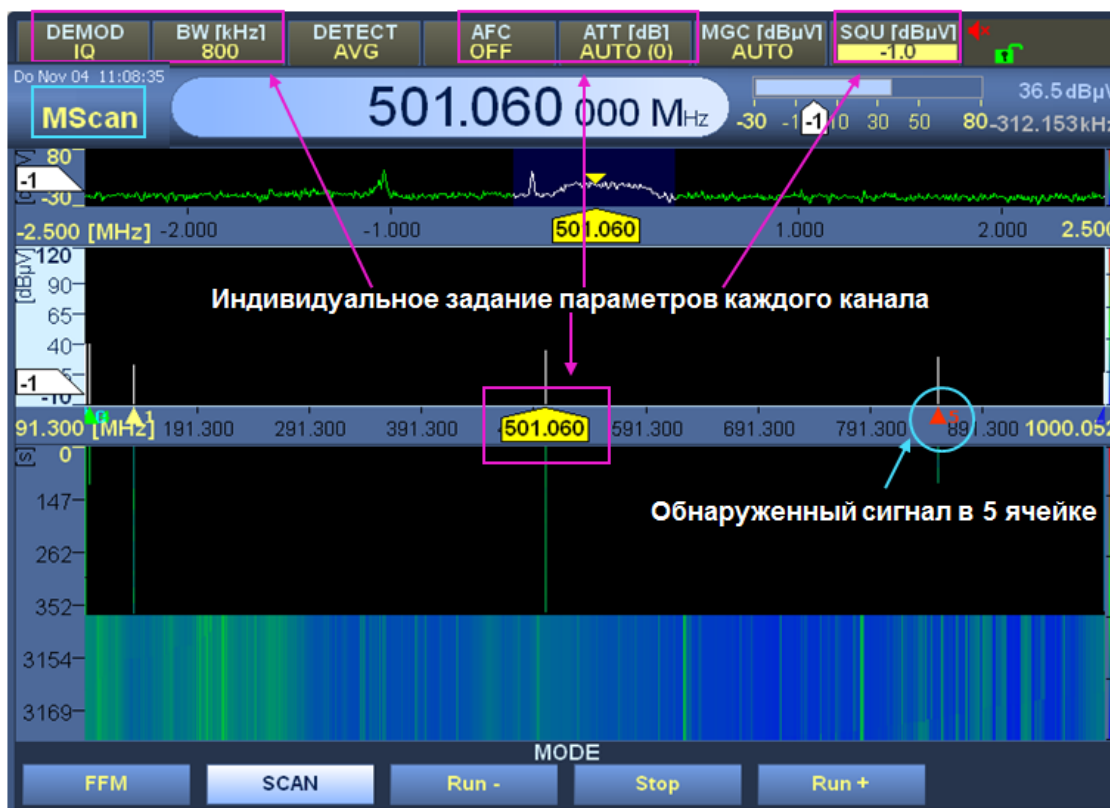 DEMOD BW [kHz] DETECT AFC ATT [dB] MGC [dBµV] SQU [dBµV]
IQ 800 AVG OFF AUTO (0) AUTO -1.0
Do Nov 04 11:08:35
MScan
501.060 000 MHz
36.5 dBµV
-30 -1 10 30 50 80
-312.153 kHz
80
-1
-30
-2.500 [MHz] -2.000 -1.000 501.060 1.000 2.000 2.500
120
[dBµV]
90
Индивидуальное задание параметров каждого канала
65
40
-1
-10
1 5
91.300 [MHz] 191.300 291.300 391.300 501.060 591.300 691.300 791.300 891.300 1000.052
[s] 0
147
Обнаруженный сигнал в 5 ячейке
262
352
3154
3169
MODE
FFM SCAN Run - Stop Run +